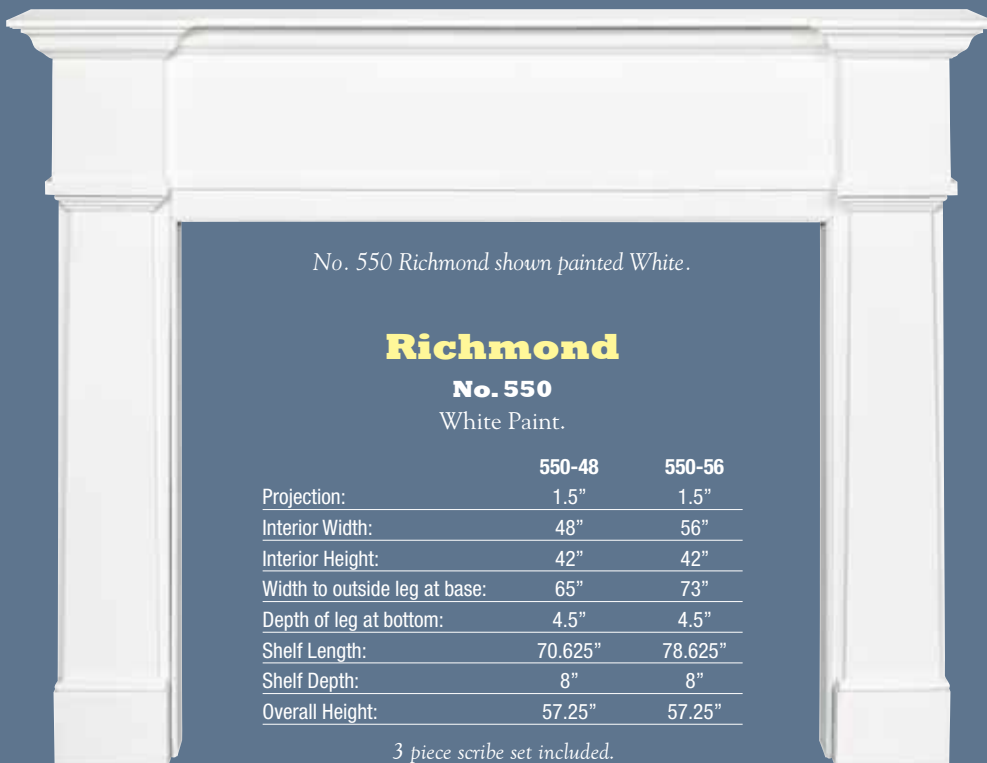 No. 550 Richmond shown painted White.
Richmond
No. 550
White Paint.
550-48 550-56
Projection: 1.5” 1.5”
Interior Width: 48” 56”
Interior Height: 42” 42”
Width to outside leg at base: 65” 73”
Depth of leg at bottom: 4.5” 4.5”
Shelf Length: 70.625” 78.625”
Shelf Depth: 8” 8”
Overall Height: 57.25” 57.25”
3 piece scribe set included.